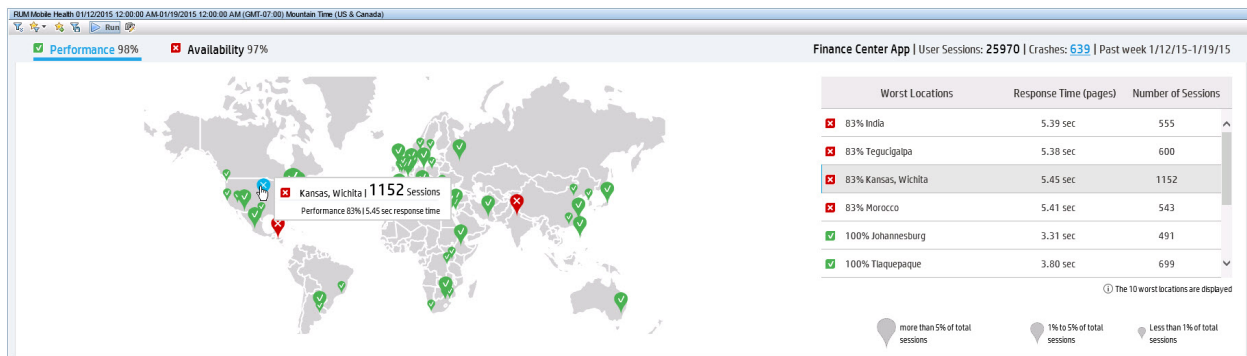 RUM Mobile Health 01/12/2015 12:00:00 AM-01/19/2015 12:00:00 AM (GMT-07:00) Mountain Time (US & Canada)
Run
Performance 98% Availability 97%
Finance Center App | User Sessions: 25970 | Crashes: 639 | Past week 1/12/15-1/19/15
Worst Locations Response Time (pages) Number of Sessions
83% India 5.39 sec 555
83% Tegucigalpa 5.38 sec 600
83% Kansas, Wichita 5.45 sec 1152
83% Morocco 5.41 sec 543
100% Johannesburg 3.31 sec 491
100% Tlaquepaque 3.80 sec 699
Kansas, Wichita | 1152 Sessions
Performance 83% | 5.45 sec response time
The 10 worst locations are displayed
more than 5% of total
sessions
1% to 5% of total
sessions
Less than 1% of total
sessions